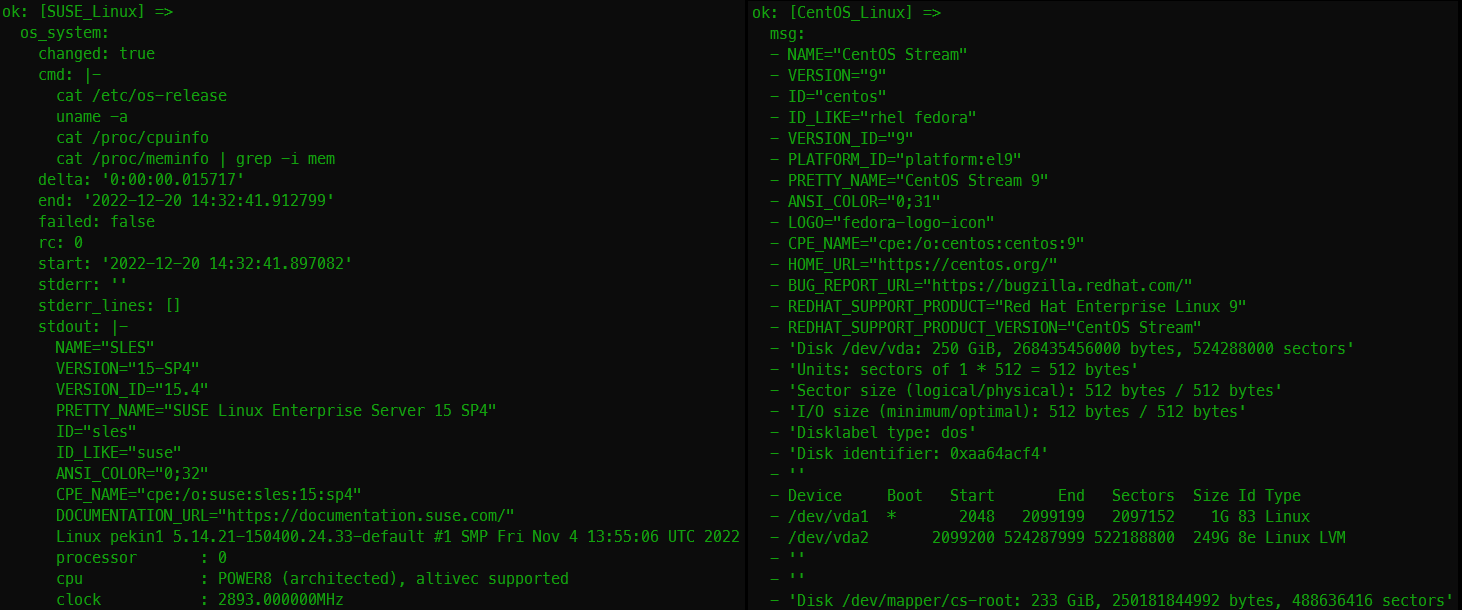 ok: [SUSE_Linux] =>
  os_system:
    changed: true
    cmd: |-
      cat /etc/os-release
      uname -a
      cat /proc/cpuinfo
      cat /proc/meminfo | grep -i mem
    delta: '0:00:00.015717'
    end: '2022-12-20 14:32:41.912799'
    failed: false
    rc: 0
    start: '2022-12-20 14:32:41.897082'
    stderr: ''
    stderr_lines: []
    stdout: |-
      NAME="SLES"
      VERSION="15-SP4"
      VERSION_ID="15.4"
      PRETTY_NAME="SUSE Linux Enterprise Server 15 SP4"
      ID="sles"
      ID_LIKE="suse"
      ANSI_COLOR="0;32"
      CPE_NAME="cpe:/o:suse:sles:15:sp4"
      DOCUMENTATION_URL="https://documentation.suse.com/"
      Linux pekin1 5.14.21-150400.24.33-default #1 SMP Fri Nov 4 13:55:06 UTC 2022
      processor       : 0
      cpu             : POWER8 (architected), altivec supported
      clock           : 2893.000000MHz
ok: [CentOS_Linux] =>
  msg:
  - NAME="CentOS Stream"
  - VERSION="9"
  - ID="centos"
  - ID_LIKE="rhel fedora"
  - VERSION_ID="9"
  - PLATFORM_ID="platform:el9"
  - PRETTY_NAME="CentOS Stream 9"
  - ANSI_COLOR="0;31"
  - LOGO="fedora-logo-icon"
  - CPE_NAME="cpe:/o:centos:centos:9"
  - HOME_URL="https://centos.org/"
  - BUG_REPORT_URL="https://bugzilla.redhat.com/"
  - REDHAT_SUPPORT_PRODUCT="Red Hat Enterprise Linux 9"
  - REDHAT_SUPPORT_PRODUCT_VERSION="CentOS Stream"
  - 'Disk /dev/vda: 250 GiB, 268435456000 bytes, 524288000 sectors'
  - 'Units: sectors of 1 * 512 = 512 bytes'
  - 'Sector size (logical/physical): 512 bytes / 512 bytes'
  - 'I/O size (minimum/optimal): 512 bytes / 512 bytes'
  - 'Disklabel type: dos'
  - 'Disk identifier: 0xaa64acf4'
  - ''
  - Device     Boot   Start       End   Sectors  Size Id Type
  - /dev/vda1  *       2048   2099199   2097152    1G 83 Linux
  - /dev/vda2       2099200 524287999 522188800  249G 8e Linux LVM
  - ''
  - ''
  - 'Disk /dev/mapper/cs-root: 233 GiB, 250181844992 bytes, 488636416 sectors'